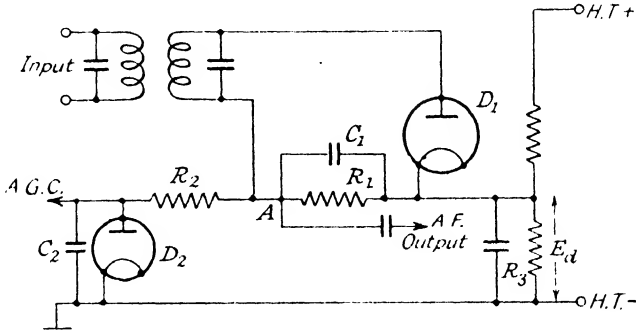 H.T+
Input
D1
C1
R1
R2
A G.C.
A
A F.
Output
C2
D2
R3
Ed
H.T.-